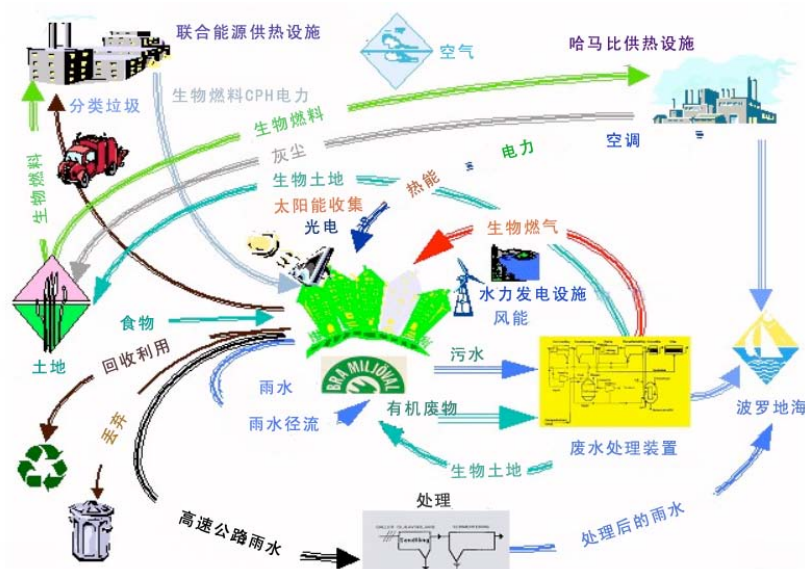 联合能源供热设施
空气
哈马比供热设施
生物燃料CPH电力
分类垃圾
生物燃料
灰尘
空调
电力
热能
生物燃料
生物土地
太阳能收集
光电
生物燃气
水力发电设施
风能
食物
土地
回收利用
污水
BRA MILJÖVAL
雨水
有机废物
雨水径流
波罗地海
废水处理装置
丢弃
生物土地
处理
高速公路雨水
处理后的雨水
Sandfång